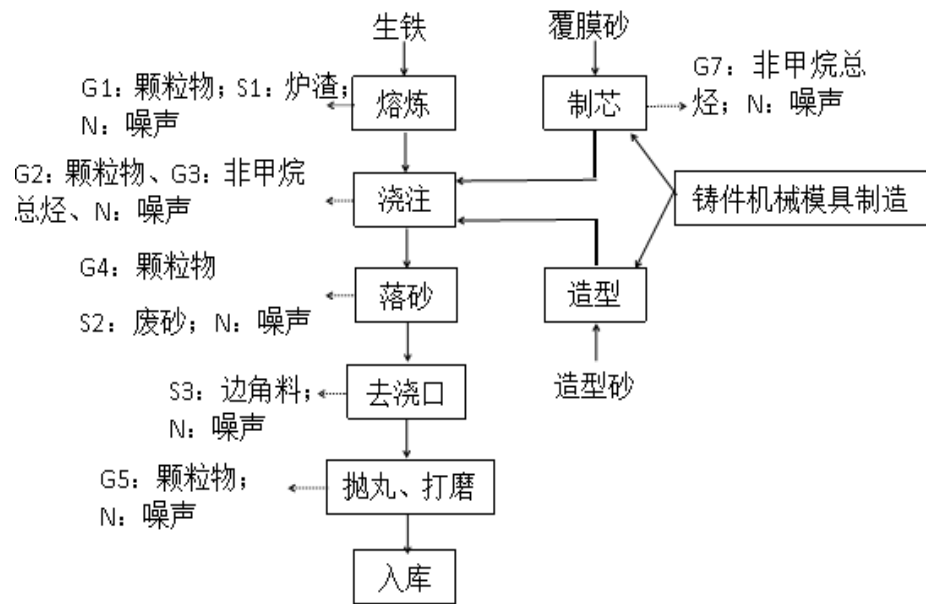 生铁
覆膜砂
G1：颗粒物；S1：炉渣；
N：噪声
熔炼
制芯
G7：非甲烷总
烃；N：噪声
G2：颗粒物、G3：非甲烷
总烃、N：噪声
浇注
铸件机械模具制造
G4：颗粒物
S2：废砂；N：噪声
落砂
造型
造型砂
S3：边角料；
N：噪声
去浇口
G5：颗粒物；
N：噪声
抛丸、打磨
入库